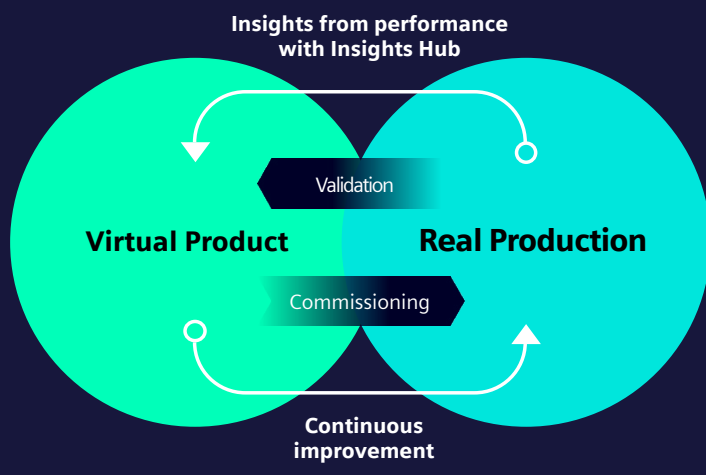 Insights from performance
with Insights Hub
Validation
Virtual Product
Real Production
Commissioning
Continuous
improvement